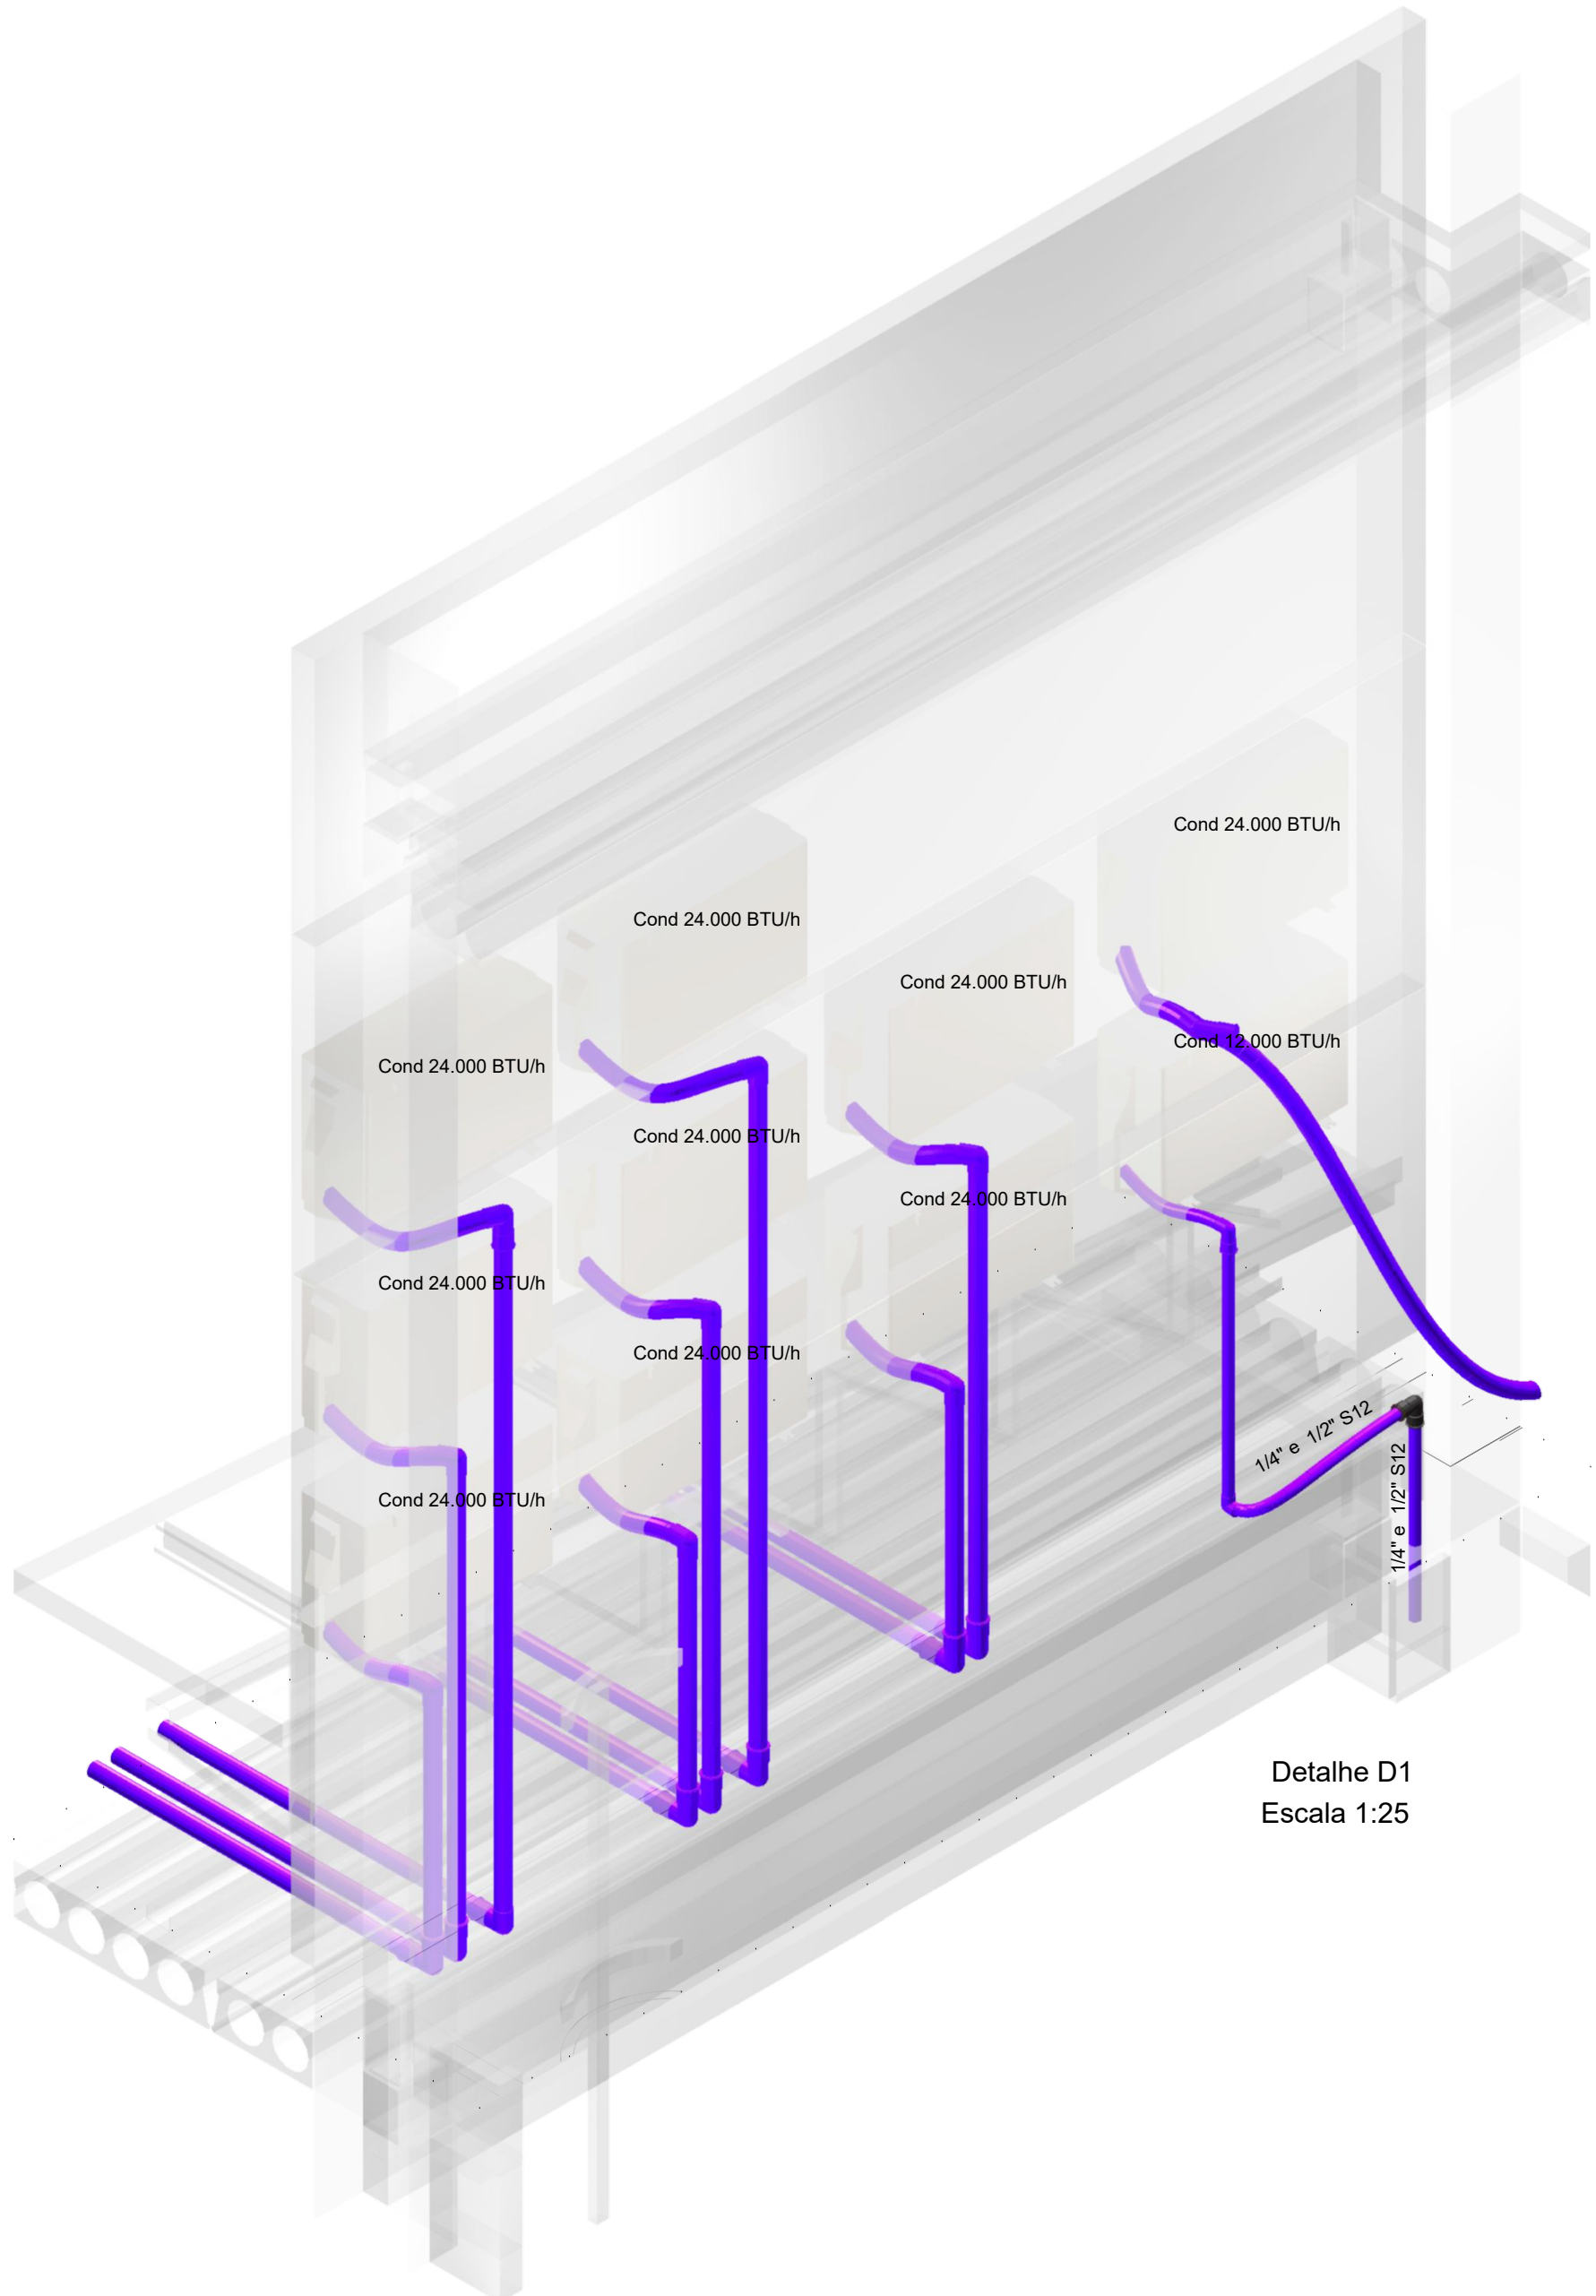 Cond 24.000 BTU/h
Cond 24.000 BTU/h
Cond 24.000 BTU/h
Cond 12.000 BTU/h
Cond 24.000 BTU/h
Cond 24.000 BTU/h
Cond 24.000 BTU/h
Cond 24.000 BTU/h
Cond 24.000 BTU/h
Cond 24.000 BTU/h
1/4" e 1/2" S12
1/4" e 1/2" S12
Detalhe D1
Escala 1:25